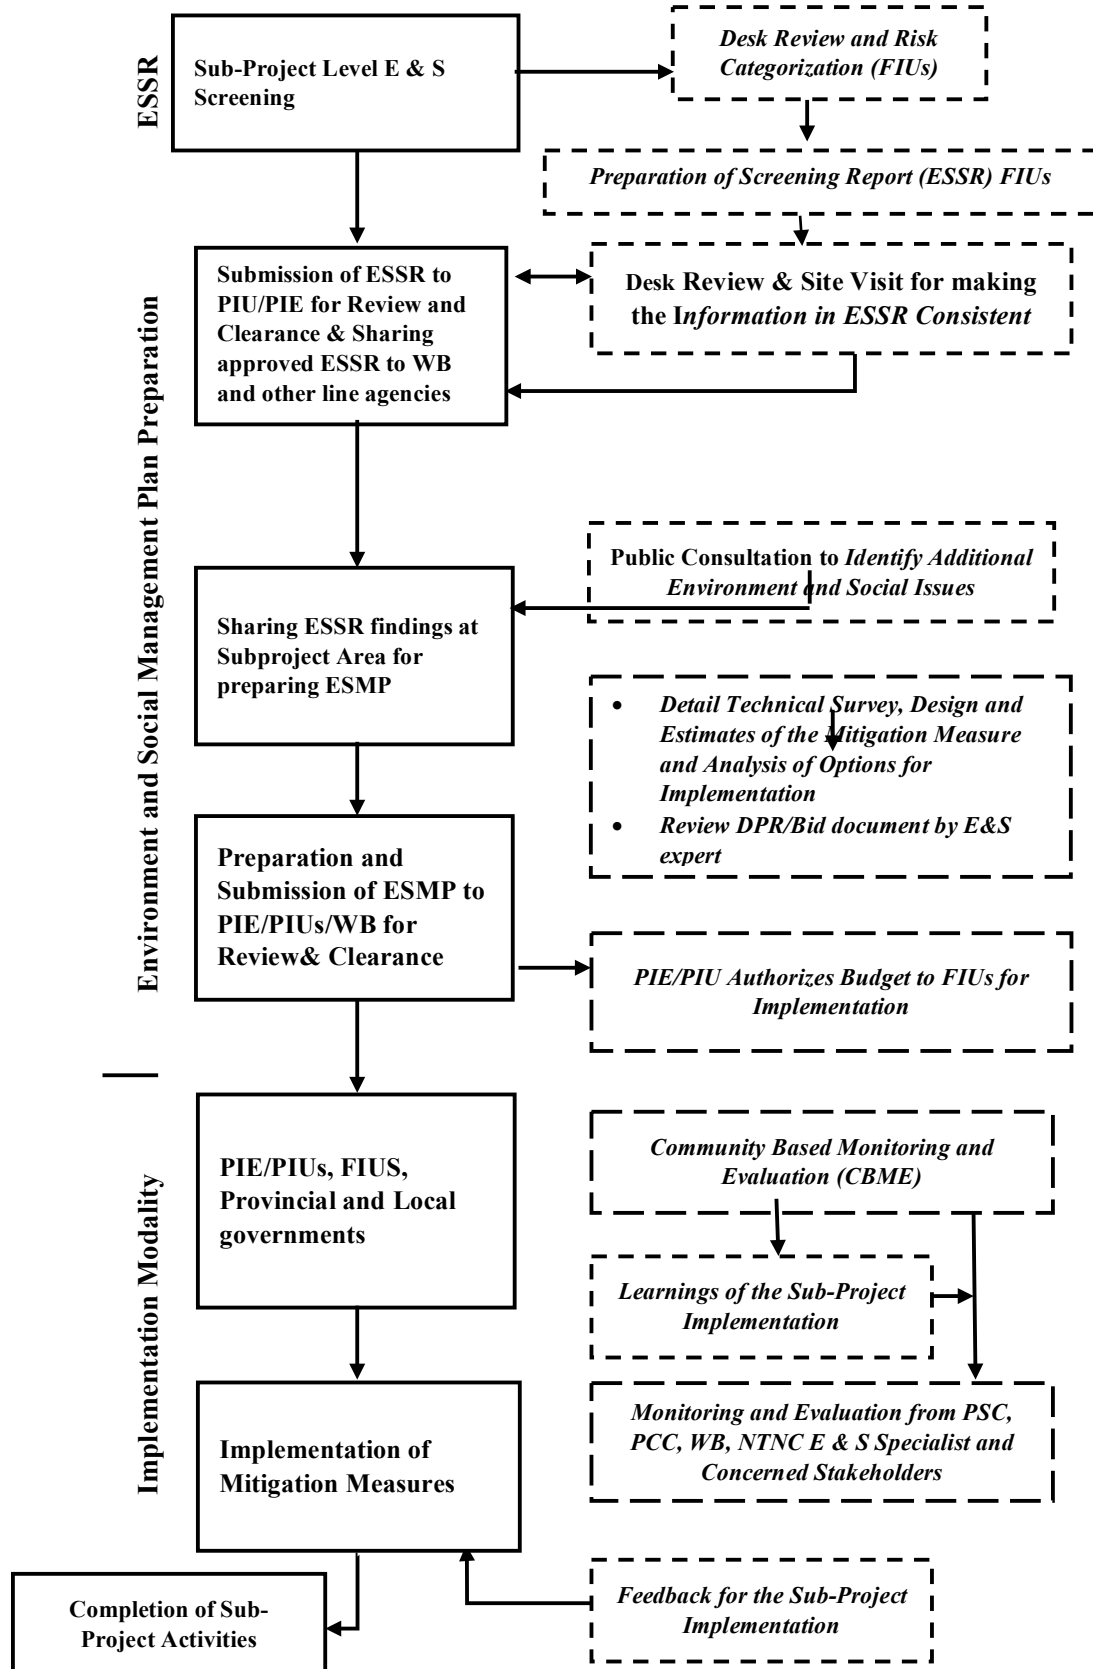 ESSR
Sub-Project Level E & S
Screening
Desk Review and Risk
Categorization (FIUs)
Preparation of Screening Report (ESSR) FIUs
Environment and Social Management Plan Preparation
Submission of ESSR to
PIU/PIE for Review and
Clearance & Sharing
approved ESSR to WB
and other line agencies
Desk Review & Site Visit for making
the Information in ESSR Consistent
Public Consultation to Identify Additional
Environment and Social Issues
Sharing ESSR findings at
Subproject Area for
preparing ESMP
• Detail Technical Survey, Design and
Estimates of the Mitigation Measure
and Analysis of Options for
Implementation
• Review DPR/Bid document by E&S
expert
Preparation and
Submission of ESMP to
PIE/PIUs/WB for
Review& Clearance
PIE/PIU Authorizes Budget to FIUs for
Implementation
Implementation Modality
PIE/PIUs, FIUS,
Provincial and Local
governments
Community Based Monitoring and
Evaluation (CBME)
Learnings of the Sub-Project
Implementation
Implementation of
Mitigation Measures
Monitoring and Evaluation from PSC,
PCC, WB, NTNC E & S Specialist and
Concerned Stakeholders
Completion of Sub-
Project Activities
Feedback for the Sub-Project
Implementation